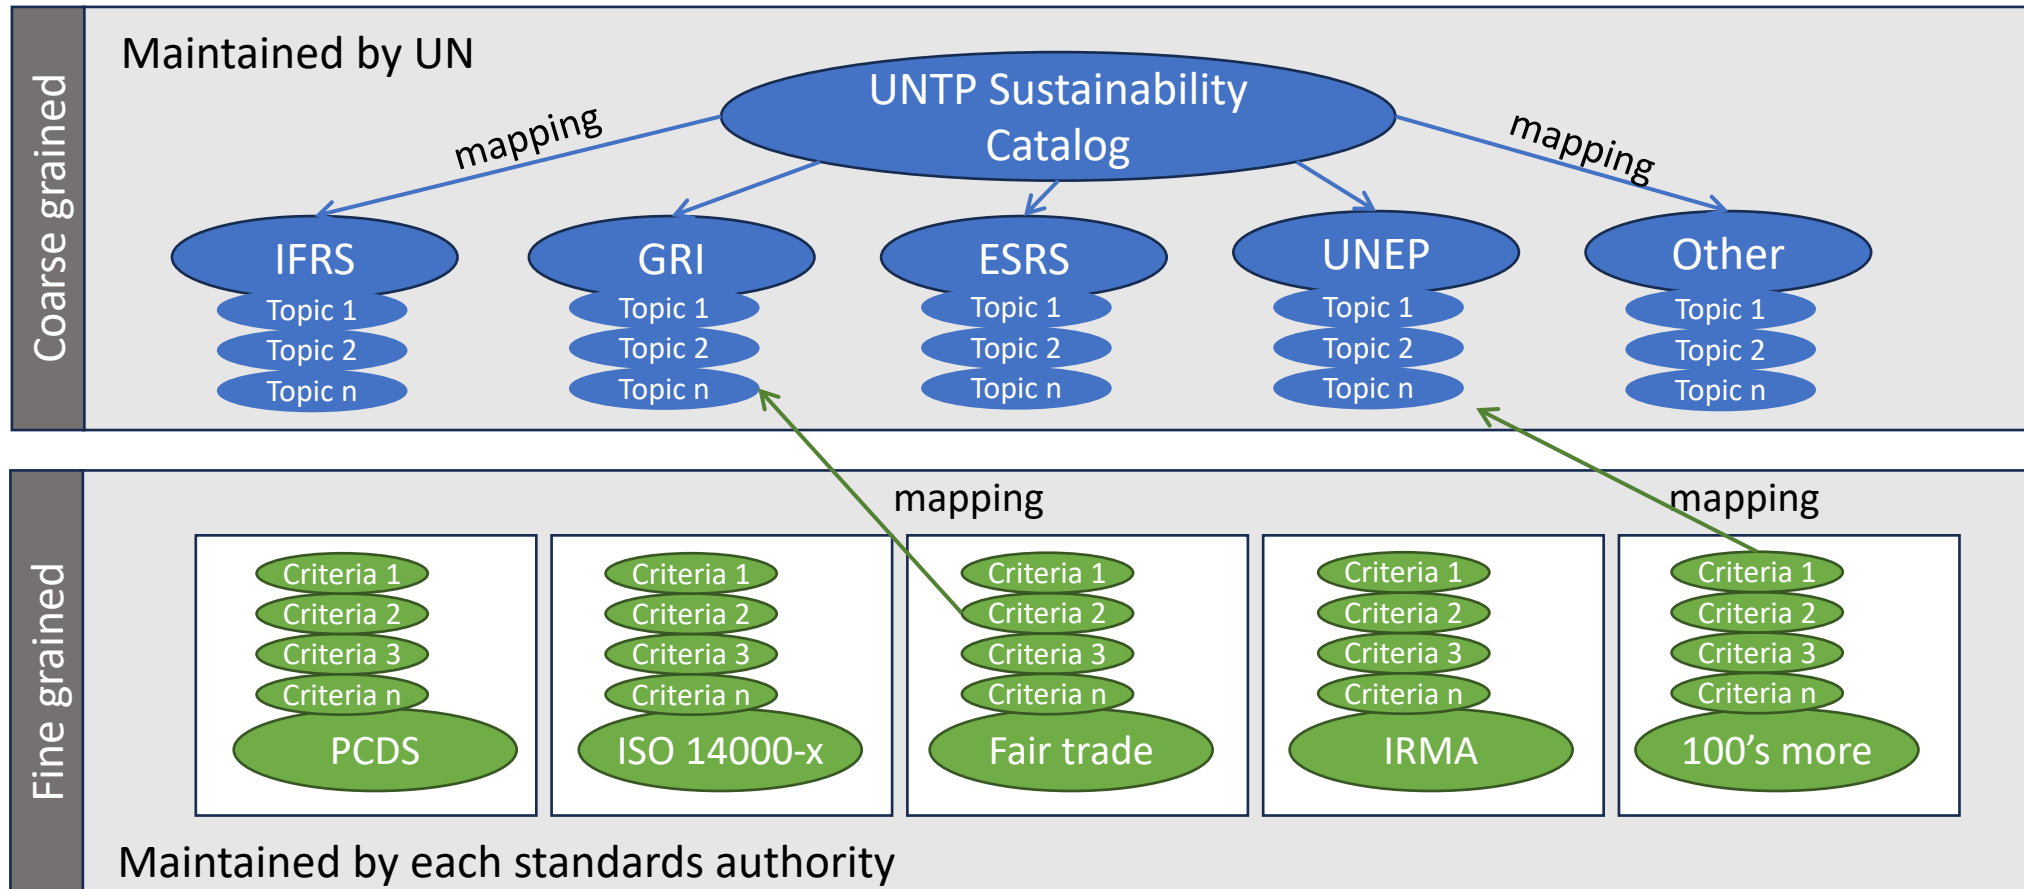 Coarse grained
Maintained by UN
UNTP Sustainability
Catalog
mapping
mapping
IFRS
Topic 1
Topic 2
Topic n
GRI
Topic 1
Topic 2
Topic n
ESRS
Topic 1
Topic 2
Topic n
UNEP
Topic 1
Topic 2
Topic n
Other
Topic 1
Topic 2
Topic n
Fine grained
mapping
mapping
Criteria 1
Criteria 2
Criteria 3
Criteria n
PCDS
Criteria 1
Criteria 2
Criteria 3
Criteria n
ISO 14000-x
Criteria 1
Criteria 2
Criteria 3
Criteria n
Fair trade
Criteria 1
Criteria 2
Criteria 3
Criteria n
IRMA
Criteria 1
Criteria 2
Criteria 3
Criteria n
100’s more
Maintained by each standards authority